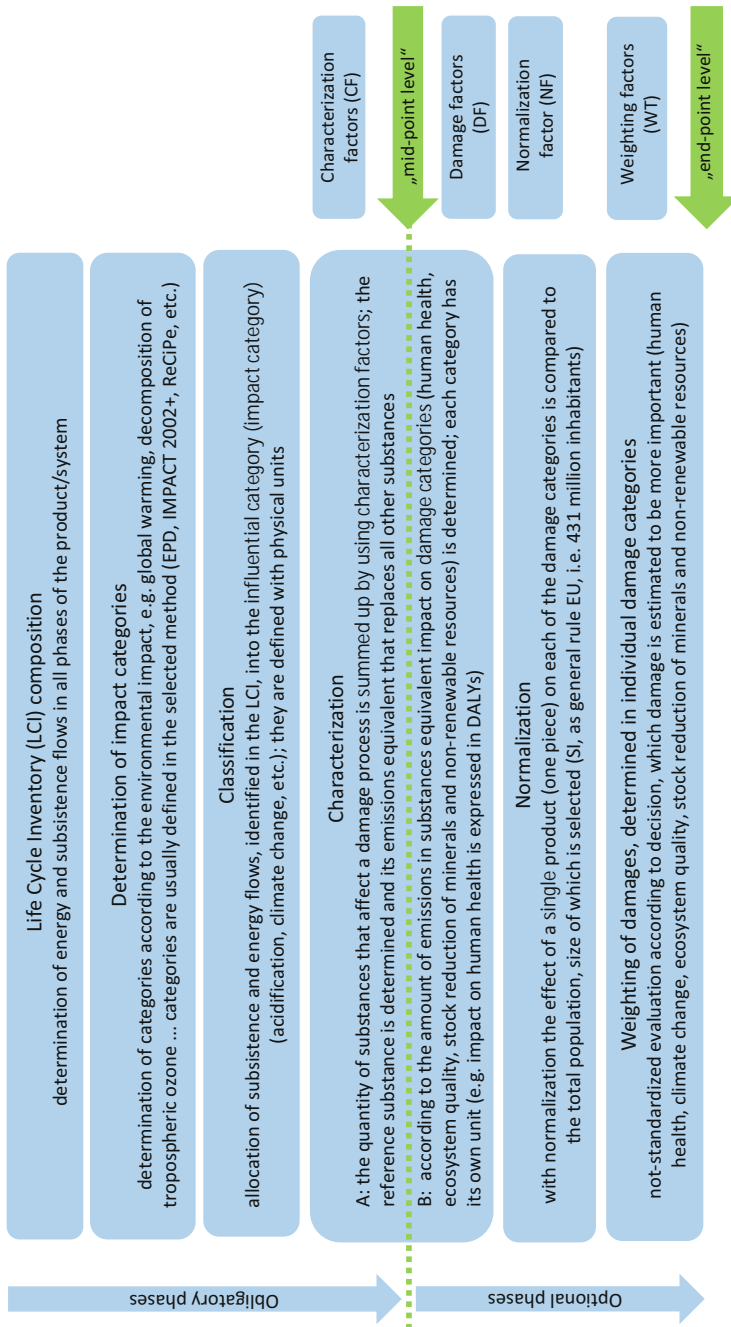 Life Cycle Inventory (LCI) composition
determination of energy and subsistence flows in all phases of the product/system
Determination of impact categories
determination of categories according to the environmental impact, e.g. global warming, decomposition of
tropospheric ozone ... categories are usually defined in the selected method (EPD, IMPACT 2002+, ReCiPe, etc.)
Classification
allocation of subsistence and energy flows, identified in the LCI, into the influential category (impact category)
(acidification, climate change, etc.); they are defined with physical units
Characterization
A: the quantity of substances that affect a damage process is summed up by using characterization factors; the
reference substance is determined and its emissions equivalent that replaces all other substances
B: according to the amount of emissions in substances equivalent impact on damage categories (human health,
ecosystem quality, stock reduction of minerals and non-renewable resources) is determined; each category has
its own unit (e.g. impact on human health is expressed in DALYs)
Normalization
with normalization the effect of a single product (one piece) on each of the damage categories is compared to
the total population, size of which is selected (SI, as general rule EU, i.e. 431 million inhabitants)
Weighting of damages, determined in individual damage categories
not-standardized evaluation according to decision, which damage is estimated to be more important (human
health, climate change, ecosystem quality, stock reduction of minerals and non-renewable resources)
Obligatory phases
Optional phases
Characterization
factors (CF)
„mid-point level“
Damage factors
(DF)
Normalization
factor (NF)
Weighting factors
(WT)
„end-point level“